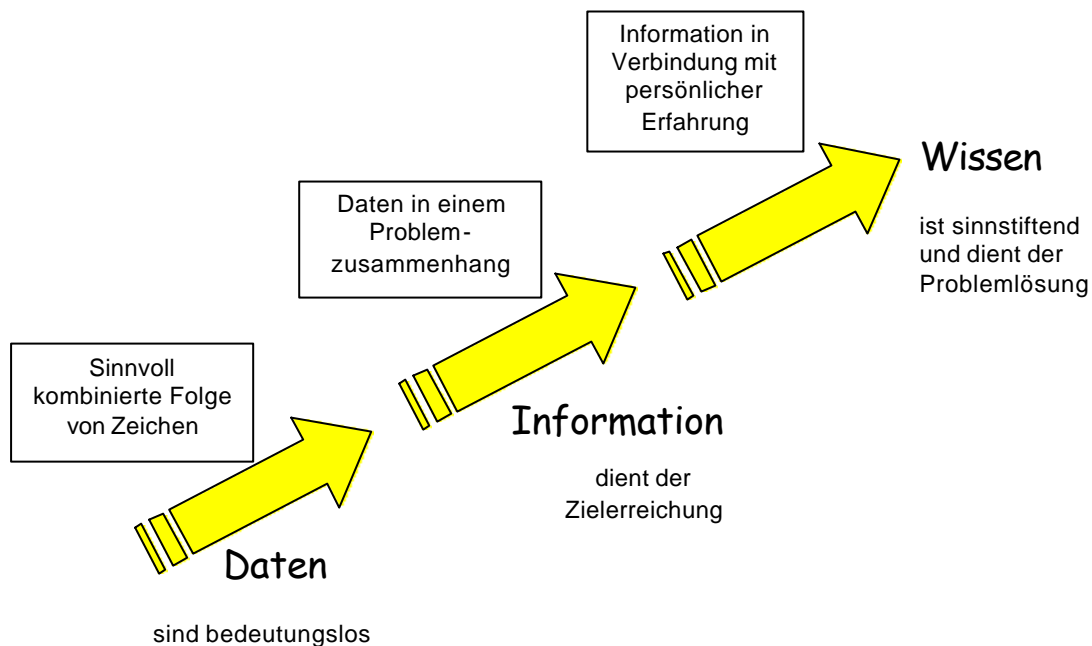 Information in
Verbindung mit
persönlicher
Erfahrung
Wissen
ist sinnstiftend
und dient der
Problemlösung
Daten in einem
Problem-
zusammenhang
Information
dient der
Zielerreichung
Sinnvoll
kombinierte Folge
von Zeichen
Daten
sind bedeutungslos